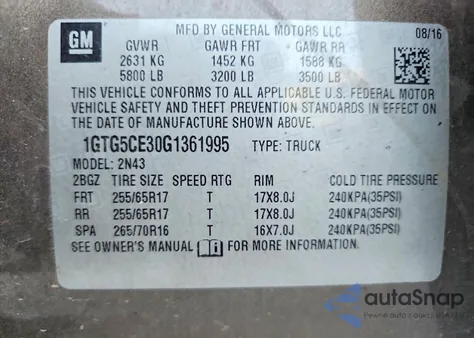 GM
MFD BY GENERAL MOTORS LLC
08/16
GVWR GAWR FRT GAWR RR
2631 KG 1452 KG 1588 KG
5800 LB 3200 LB 3500 LB
THIS VEHICLE CONFORMS TO ALL APPLICABLE U.S. FEDERAL MOTOR
VEHICLE SAFETY AND THEFT PREVENTION STANDARDS IN EFFECT ON
THE DATE OF MANUFACTURE SHOWN ABOVE.
1GTG5CE30G1361995 TYPE: TRUCK
MODEL: 2N43
2BGZ TIRE SIZE SPEED RTG RIM COLD TIRE PRESSURE
FRT 255/65R17 T 17X8.0J 240KPA(35PSI)
RR 255/65R17 T 17X8.0J 240KPA(35PSI)
SPA 265/70R16 T 16X7.0J 240KPA(35PSI)
SEE OWNER'S MANUAL FOR MORE INFORMATION
autoSnap
Pewne auto z aukcji w USA